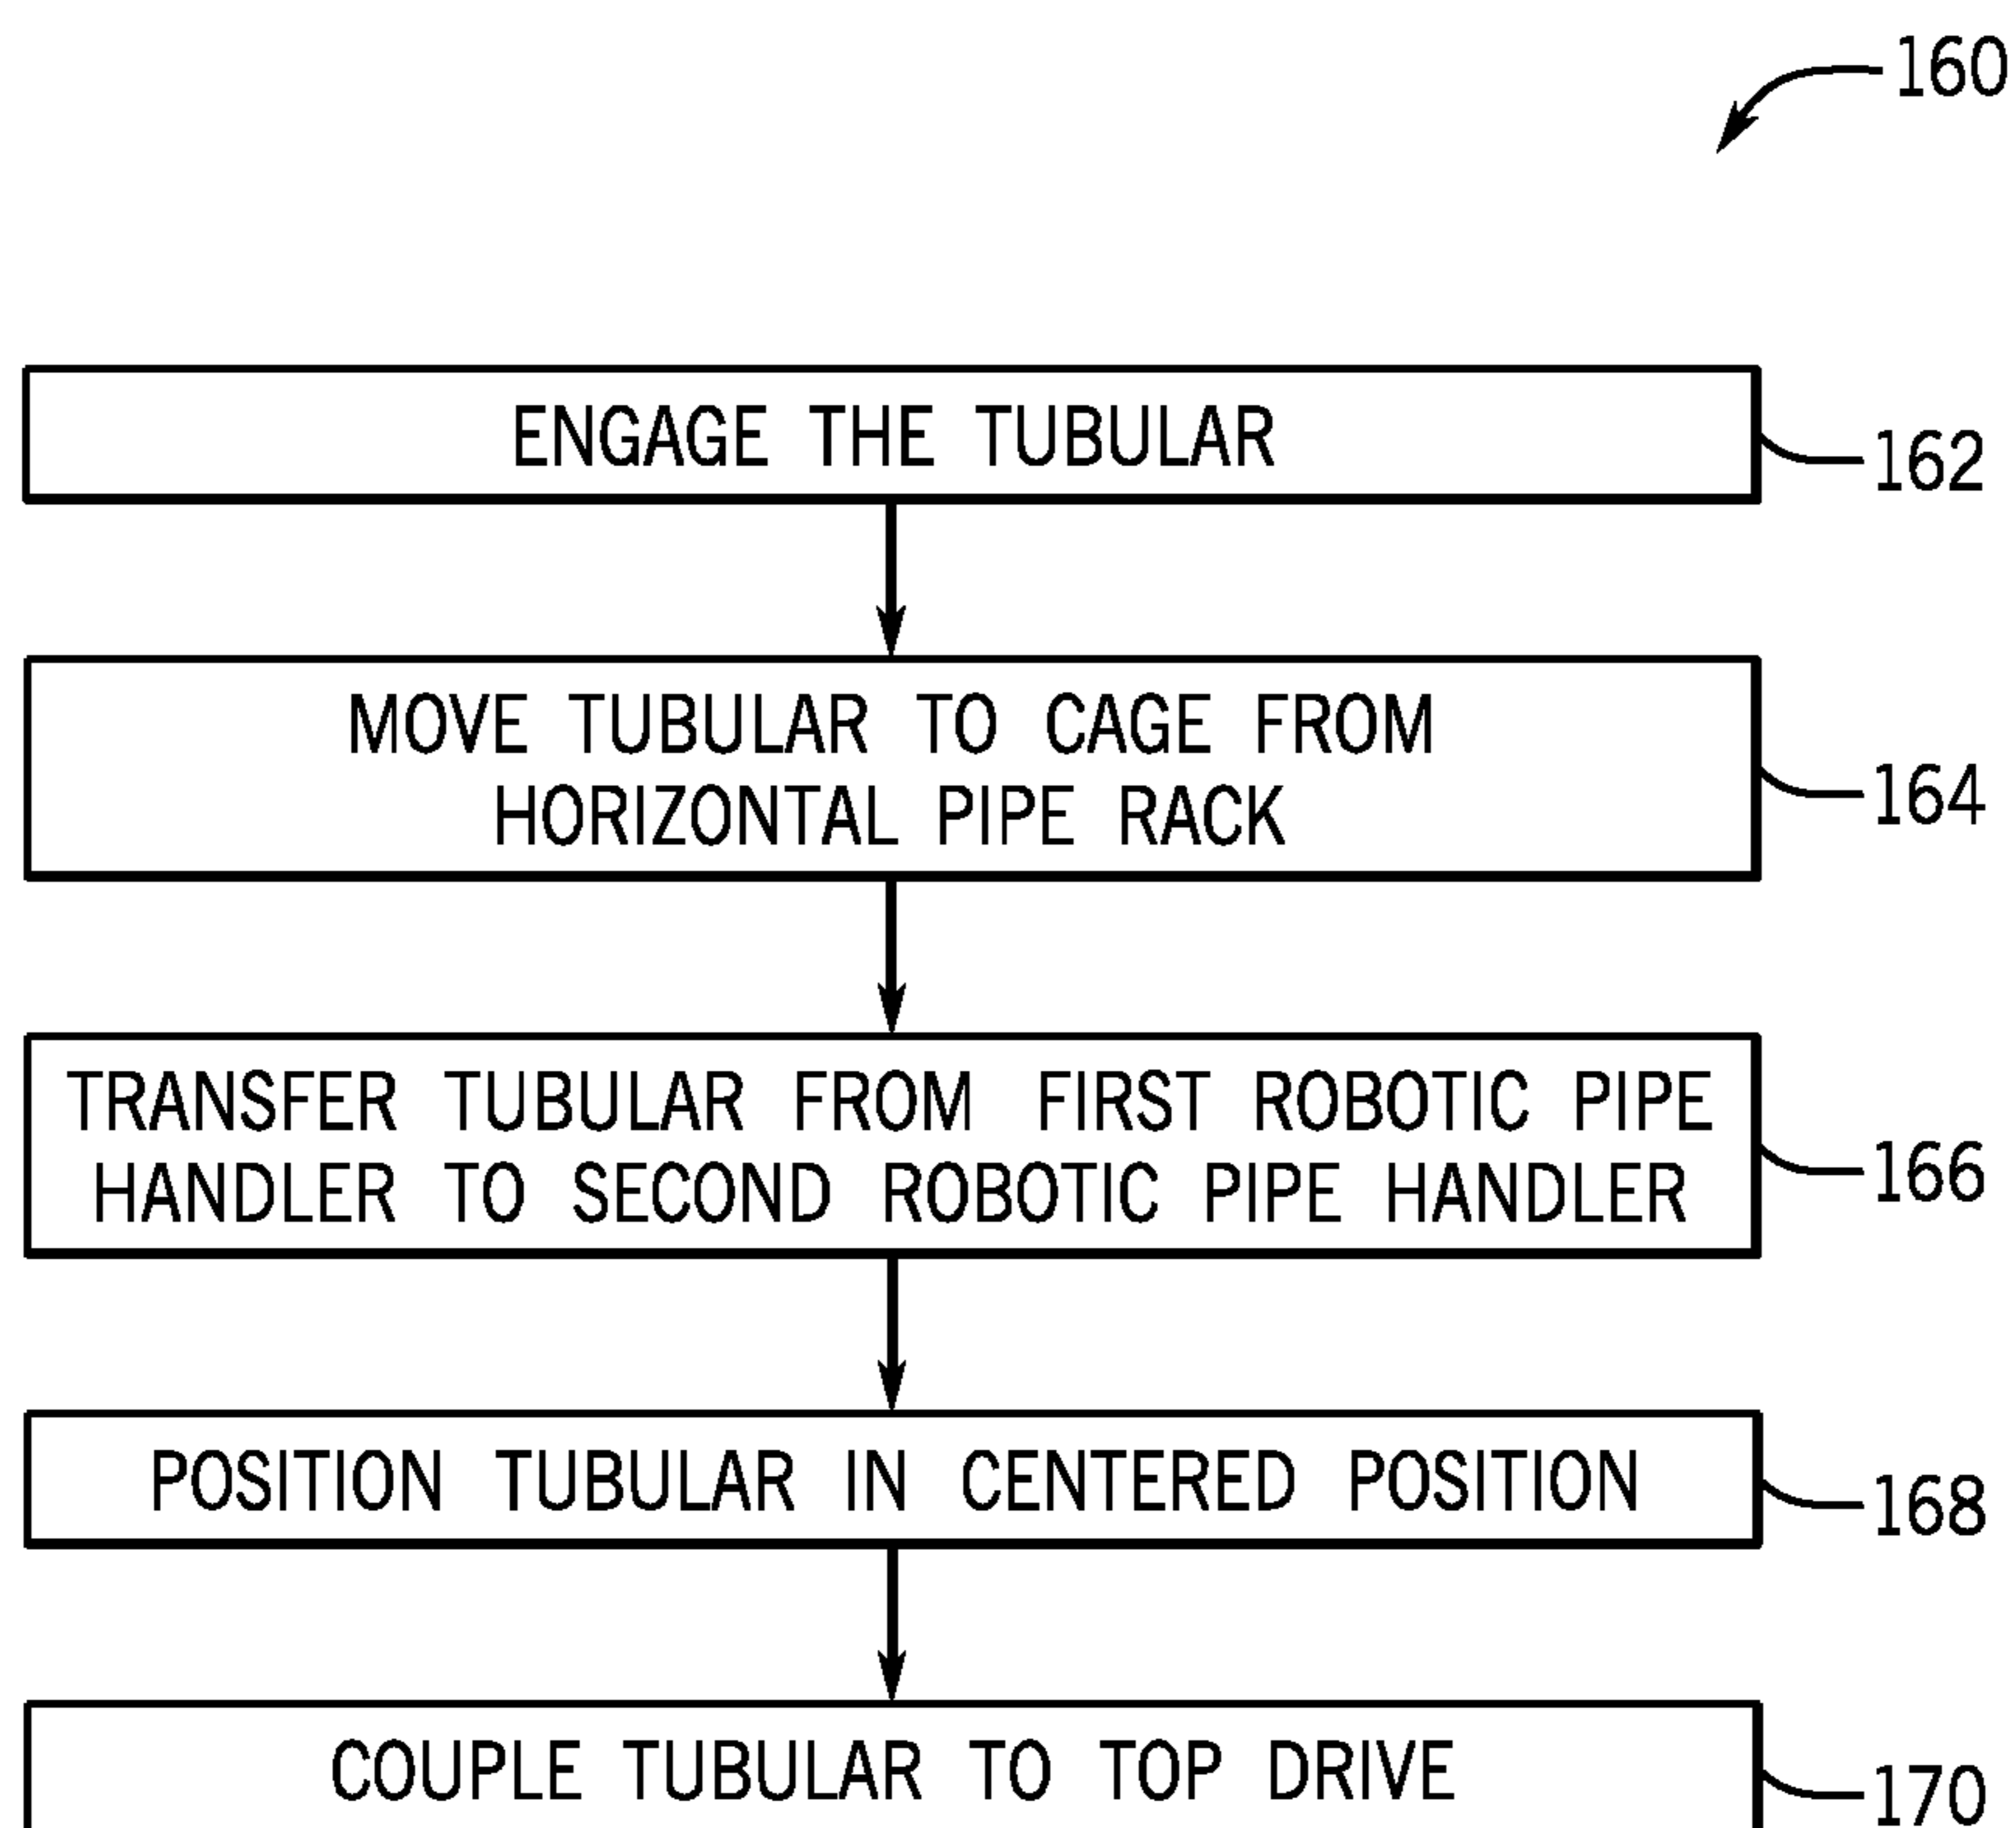 160
ENGAGE THE TUBULAR
162
MOVE TUBULAR TO CAGE FROM
HORIZONTAL PIPE RACK
164
TRANSFER TUBULAR FROM FIRST ROBOTIC PIPE
HANDLER TO SECOND ROBOTIC PIPE HANDLER
166
POSITION TUBULAR IN CENTERED POSITION
168
COUPLE TUBULAR TO TOP DRIVE
170